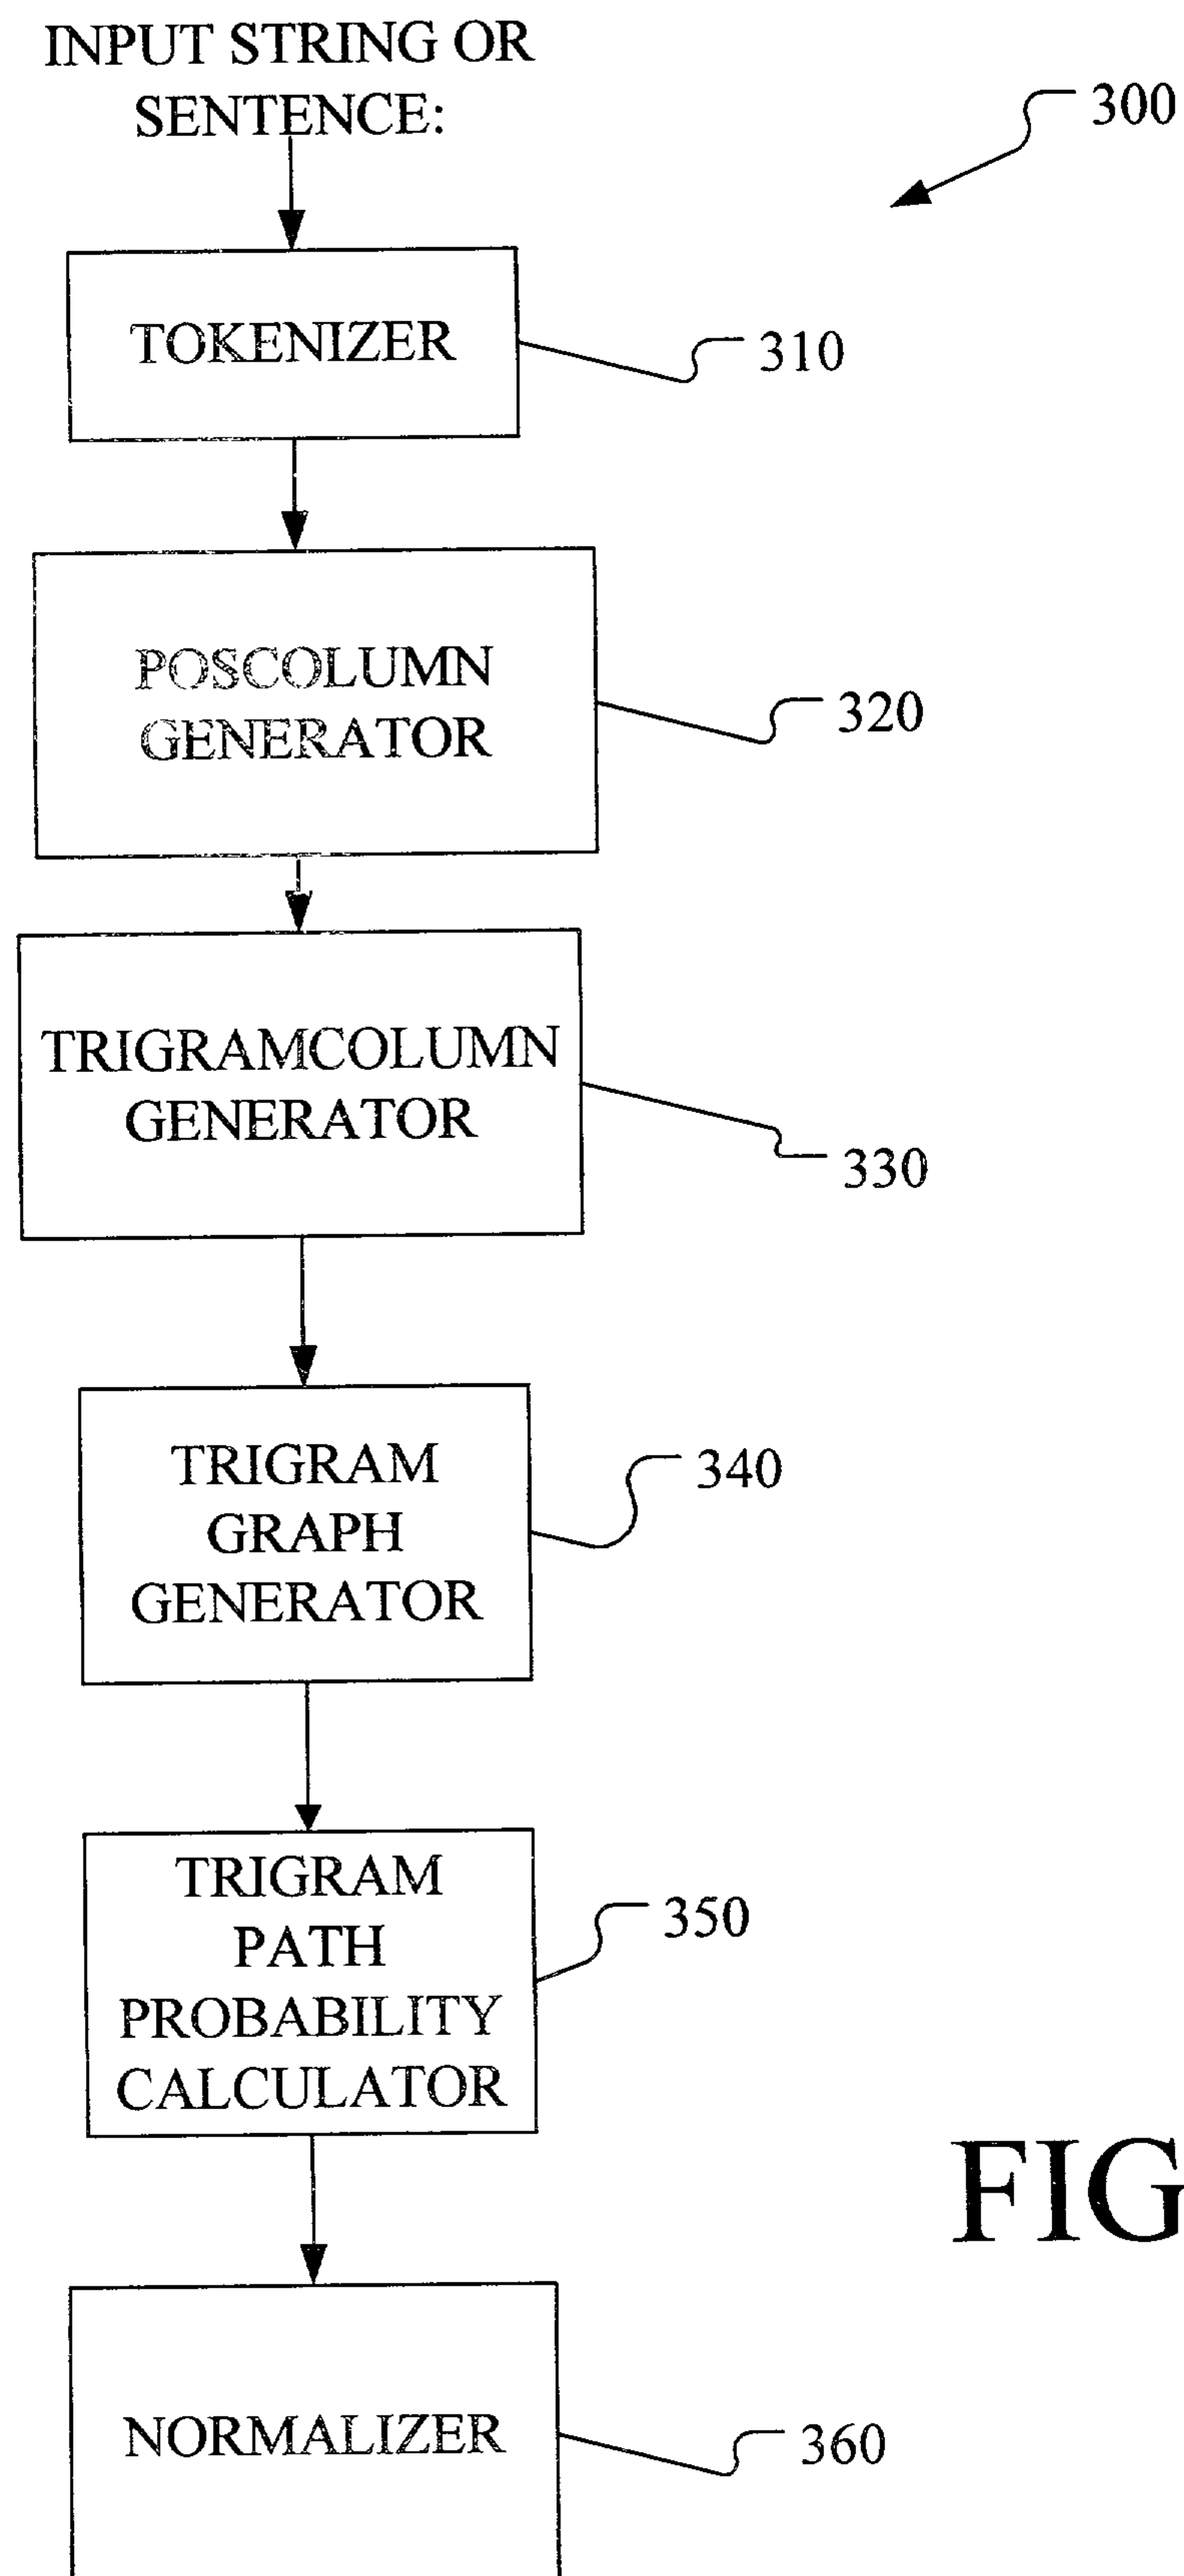 INPUT STRING OR
SENTENCE:
300
TOKENIZER
310
POSCOLUMN
GENERATOR
320
TRIGRAMCOLUMN
GENERATOR
330
TRIGRAM
GRAPH
GENERATOR
340
TRIGRAM
PATH
PROBABILITY
CALCULATOR
350
FIG
NORMALIZER
360